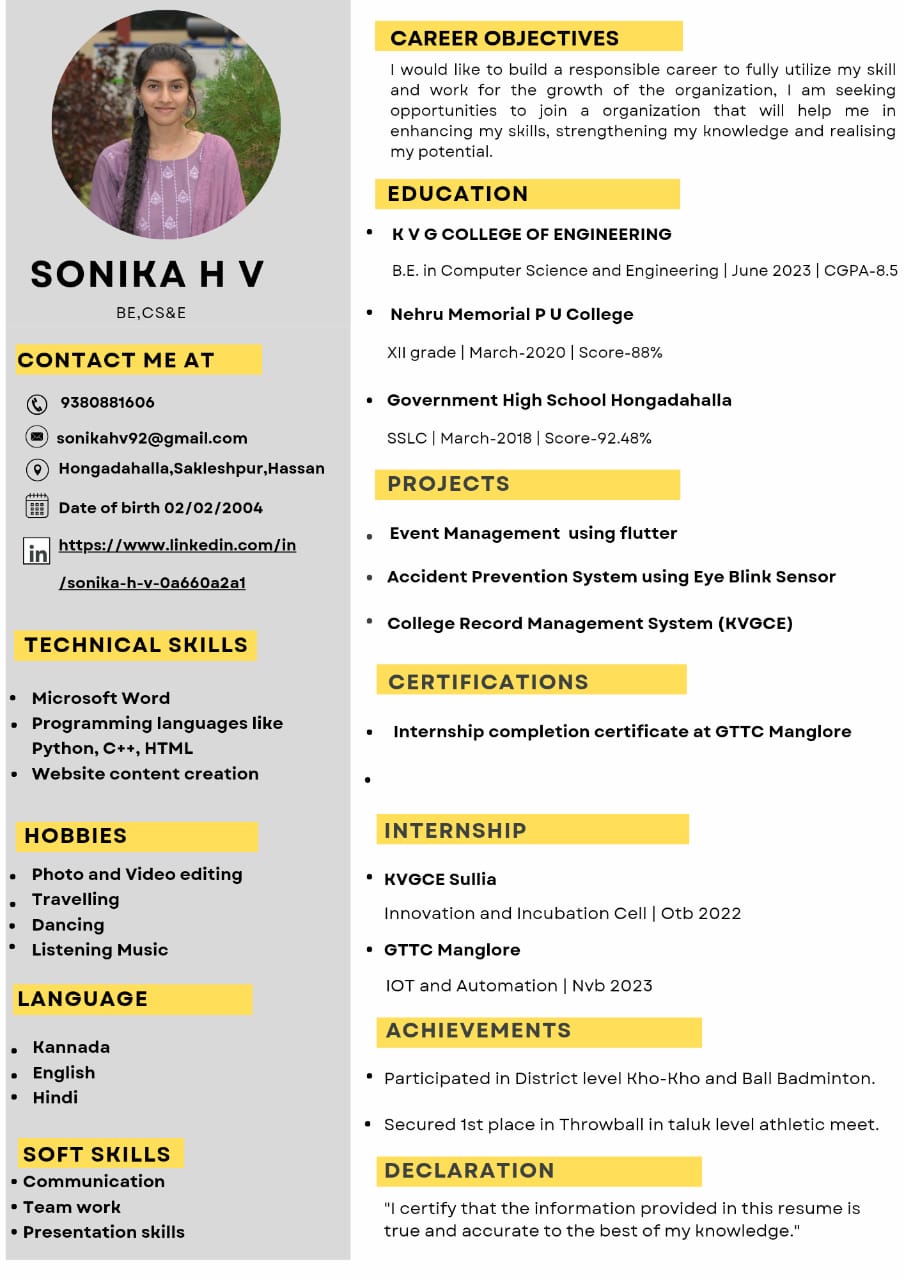 SONIKA H V
BE,CS&E
CONTACT ME AT
9380881606
sonikahv92@gmail.com
Hongadahalla,Sakleshpur,Hassan
Date of birth 02/02/2004
in
https://www.linkedin.com/in
/sonika-h-v-0a660a2a1
TECHNICAL SKILLS
• Microsoft Word
• Programming languages like
Python, C++, HTML
• Website content creation
HOBBIES
• Photo and Video editing
• Travelling
• Dancing
• Listening Music
LANGUAGE
• Kannada
• English
• Hindi
SOFT SKILLS
• Communication
• Team work
• Presentation skills
CAREER OBJECTIVES
I would like to build a responsible career to fully utilize my skill
and work for the growth of the organization, I am seeking
opportunities to join a organization that will help me in
enhancing my skills, strengthening my knowledge and realising
my potential.
EDUCATION
• K V G COLLEGE OF ENGINEERING
B.E. in Computer Science and Engineering | June 2023 | CGPA-8.5
• Nehru Memorial P U College
XII grade | March-2020 | Score-88%
• Government High School Hongadahalla
SSLC | March-2018 | Score-92.48%
PROJECTS
• Event Management using flutter
• Accident Prevention System using Eye Blink Sensor
• College Record Management System (KVGCE)
CERTIFICATIONS
• Internship completion certificate at GTTC Manglore
•
INTERNSHIP
• KVGCE Sullia
Innovation and Incubation Cell | Otb 2022
• GTTC Manglore
IOT and Automation | Nvb 2023
ACHIEVEMENTS
• Participated in District level Kho-Kho and Ball Badminton.
• Secured 1st place in Throwball in taluk level athletic meet.
DECLARATION
"I certify that the information provided in this resume is
true and accurate to the best of my knowledge."